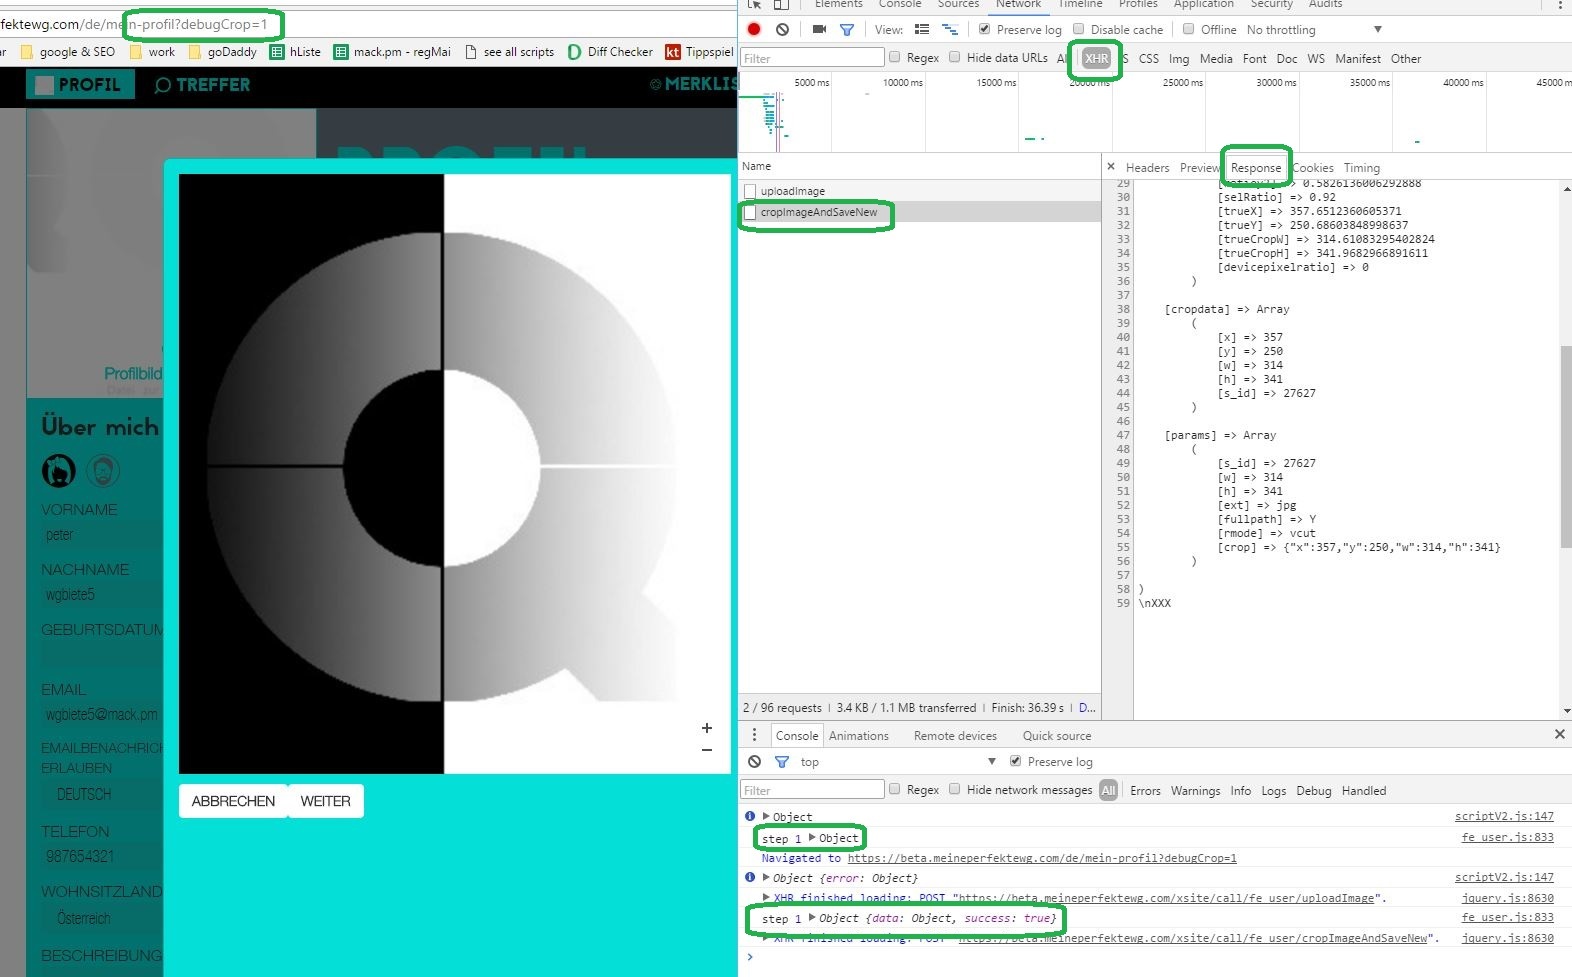 fektewg.com/de/mein-profil?debugCrop=1
ar google & SEO work goDaddy hListe mack.pm - regMai see all scripts Diff Checker kt Tippspiel
PROFIL TREFFER MERKLIS
PROFIL
Profilbild
Über mich
VORNAME
peter
NACHNAME
wgbiete5
GEBURTSDATUM
EMAIL
wgbiete5@mack.pm
EMAILBENACHRICH
ERLAUBEN
DEUTSCH
TELEFON
987654321
WOHNSITZLAND
Österreich
BESCHREIBUNG
+
−
ABBRECHEN WEITER
Elements Console Sources Network Timeline Profiles Application Security Audits
View: Preserve log Disable cache Offline No throttling
Filter Regex Hide data URLs Al XHR S CSS Img Media Font Doc WS Manifest Other
5000 ms 10000 ms 15000 ms 20000 ms 25000 ms 30000 ms 35000 ms 40000 ms 45000 m
Name
uploadImage
cropImageAndSaveNew
2 / 96 requests | 3.4 KB / 1.1 MB transferred | Finish: 36.39 s | D...
× Headers Preview Response Cookies Timing
29 => 0.5826136006292888
30 [selRatio] => 0.92
31 [trueX] => 357.6512360605371
32 [trueY] => 250.68603848998637
33 [trueCropW] => 314.61083295402824
34 [trueCropH] => 341.9682966891611
35 [devicepixelratio] => 0
36 )
37
38 [cropdata] => Array
39 (
40 [x] => 357
41 [y] => 250
42 [w] => 314
43 [h] => 341
44 [s_id] => 27627
45 )
46
47 [params] => Array
48 (
49 [s_id] => 27627
50 [w] => 314
51 [h] => 341
52 [ext] => jpg
53 [fullpath] => Y
54 [rmode] => vcut
55 [crop] => {"x":357,"y":250,"w":314,"h":341}
56 )
57
58 )
59 \nXXX
Console Animations Remote devices Quick source ×
top Preserve log
Filter Regex Hide network messages All Errors Warnings Info Logs Debug Handled
Object scriptV2.js:147
step 1 Object fe_user.js:833
Navigated to https://beta.meineperfektewg.com/de/mein-profil?debugCrop=1
Object {error: Object} scriptV2.js:147
XHR finished loading: POST "https://beta.meineperfektewg.com/xsite/call/fe_user/uploadImage". jquery.js:8630
step 1 Object {data: Object, success: true} fe_user.js:833
XHR finished loading: POST "https://beta.meineperfektewg.com/xsite/call/fe_user/cropImageAndSaveNew". jquery.js:8630
>